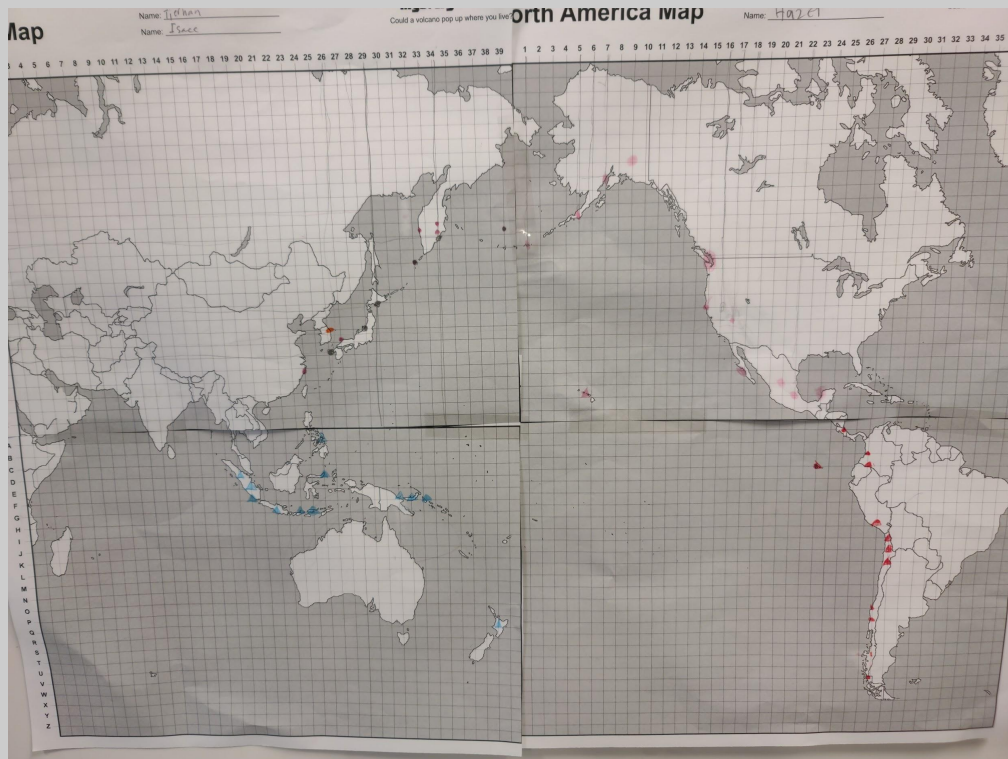 Map
Name:
Name: Isacc
Could a volcano pop up where you live?
orth America Map
Name: Hazel
3 4 5 6 7 8 9 10 11 12 13 14 15 16 17 18 19 20 21 22 23 24 25 26 27 28 29 30 31 32 33 34 35 36 37 38 39
1 2 3 4 5 6 7 8 9 10 11 12 13 14 15 16 17 18 19 20 21 22 23 24 25 26 27 28 29 30 31 32 33 34 35
A
B
C
D
E
F
G
H
I
J
K
L
M
N
O
P
Q
R
S
T
U
V
W
X
Y
Z